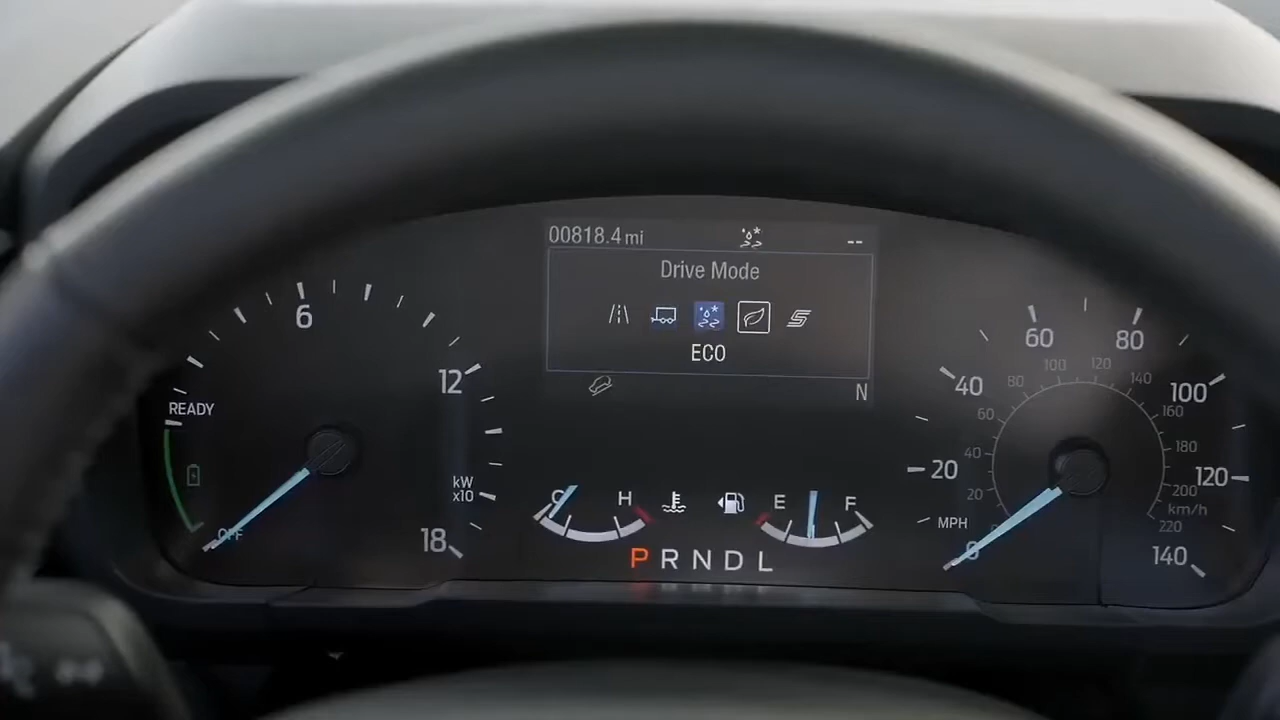 00818.4 mi --
Drive Mode
ECO
N
6
12
18
READY
OFF
kW
x10
C H
E F
P R N D L
0
20
40
60
80
100
120
140
MPH
20
40
60
80
100
120
140
160
180
200
220
km/h